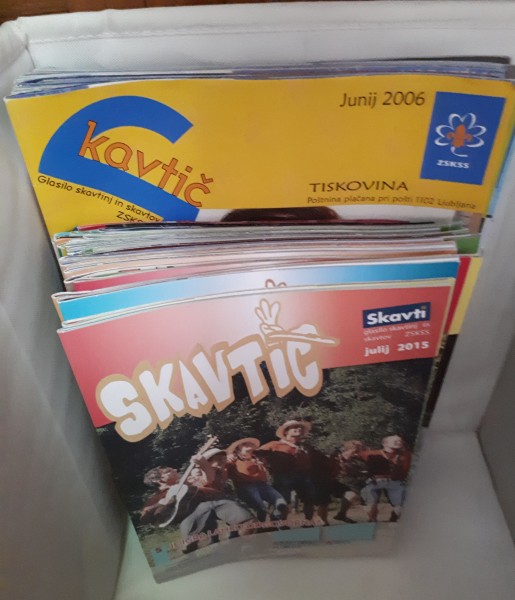 Junij 2006
Skavtič
Glasilo skavtinj in skavtov
ZSKSS
TISKOVINA
Poštnina plačana pri pošti 1102 Ljubljana
SKAVTIČ
Skavti
glasilo skavtinj in
skavtov ZSKSS
julij 2015